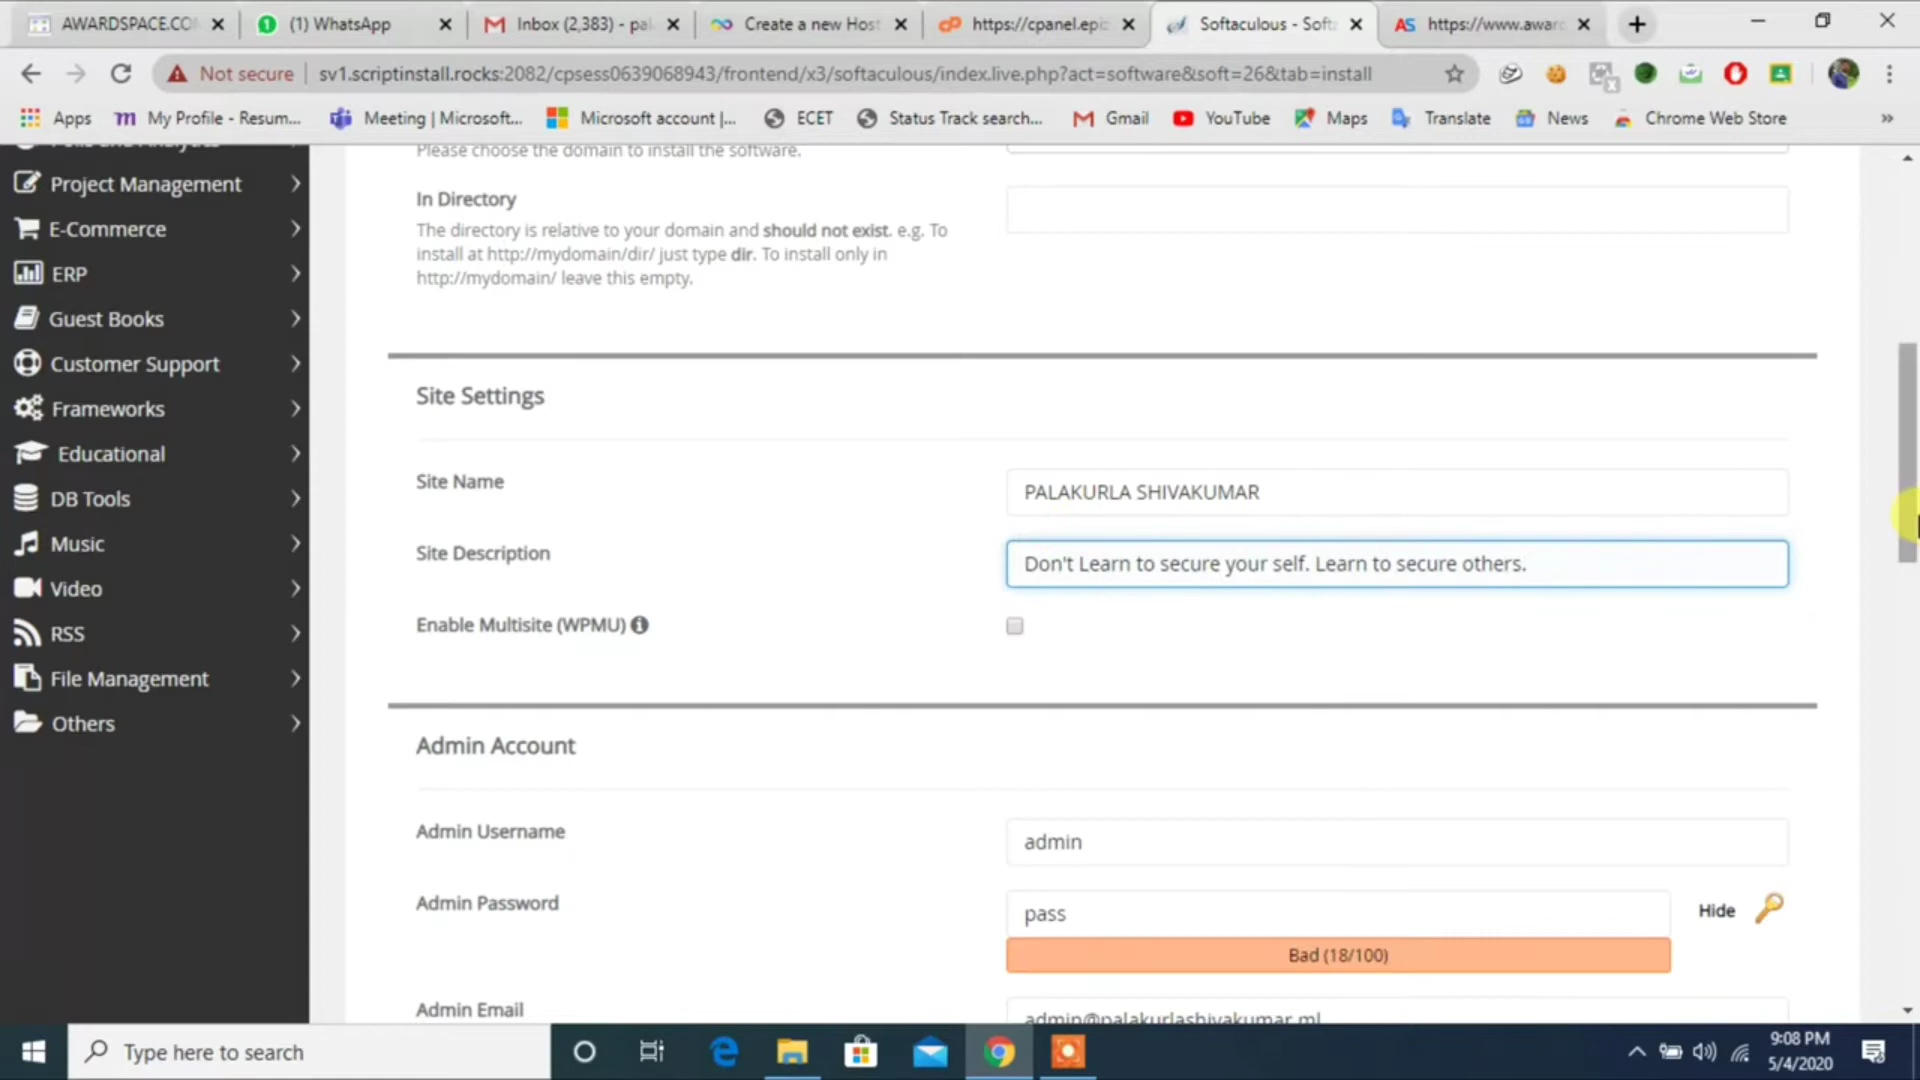 AWARDSPACE.CO
(1) WhatsApp
Inbox (2,383) - pal
Create a new Host
https://cpanel.epic
Softaculous - Soft
https://www.awar
Not secure
sv1.scriptinstall.rocks:2082/cpsess0639068943/frontend/x3/softaculous/index.live.php?act=software&soft=26&tab=install
Apps
My Profile - Resum...
Meeting | Microsoft...
Microsoft account |...
ECET
Status Track search...
Gmail
YouTube
Maps
Translate
News
Chrome Web Store
»
Project Management
E-Commerce
ERP
Guest Books
Customer Support
Frameworks
Educational
DB Tools
Music
Video
RSS
File Management
Others
Please choose the domain to install the software.
In Directory
The directory is relative to your domain and should not exist. e.g. To
install at http://mydomain/dir/ just type dir. To install only in
http://mydomain/ leave this empty.
Site Settings
Site Name
PALAKURLA SHIVAKUMAR
Site Description
Don't Learn to secure your self. Learn to secure others.
Enable Multisite (WPMU)
Admin Account
Admin Username
admin
Admin Password
pass
Hide
Bad (18/100)
Admin Email
admin@palakurlashivakumar.ml
Type here to search
9:08 PM
5/4/2020